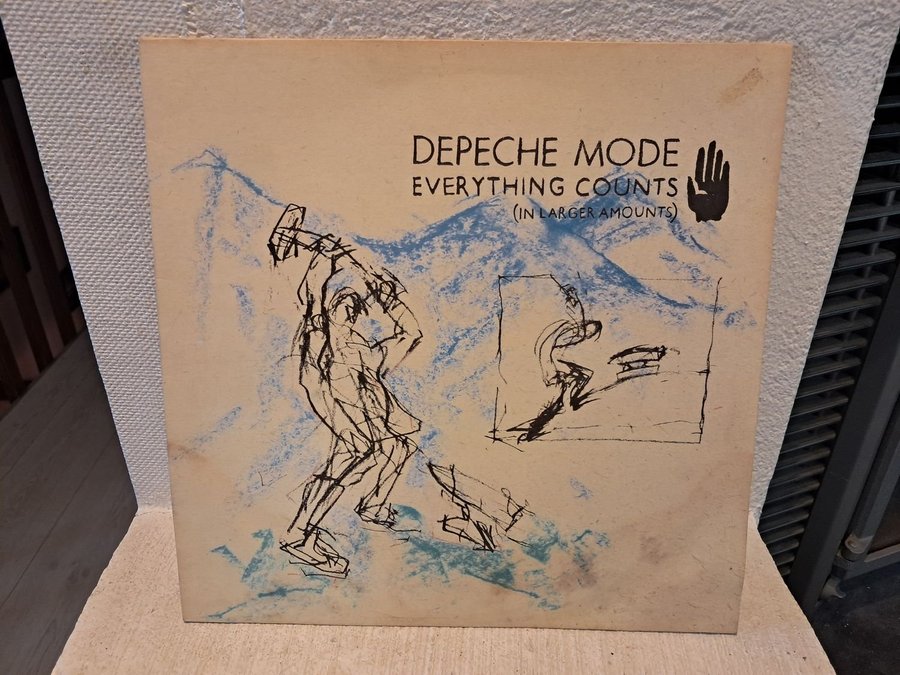 DEPECHE MODE
EVERYTHING COUNTS
(IN LARGER AMOUNTS)